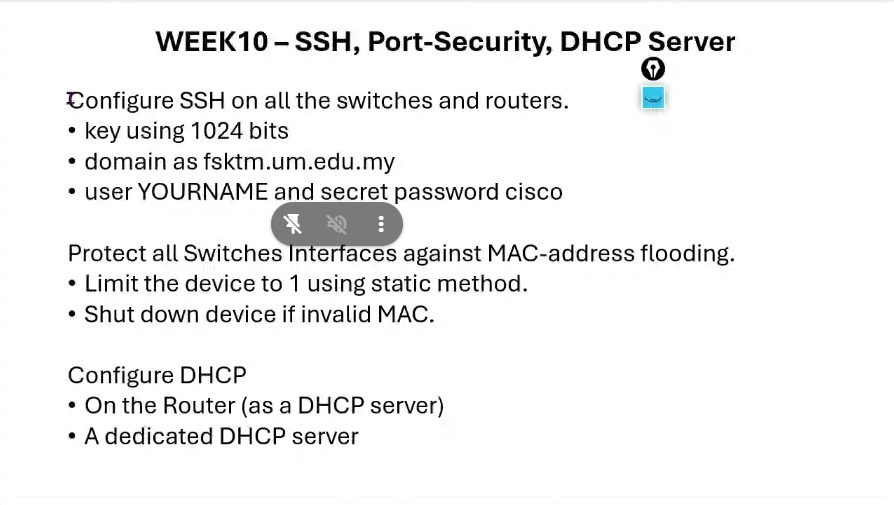 WEEK10 – SSH, Port-Security, DHCP Server
Configure SSH on all the switches and routers.
• key using 1024 bits
• domain as fsktm.um.edu.my
• user YOURNAME and secret password cisco
Protect all Switches Interfaces against MAC-address flooding.
• Limit the device to 1 using static method.
• Shut down device if invalid MAC.
Configure DHCP
• On the Router (as a DHCP server)
• A dedicated DHCP server